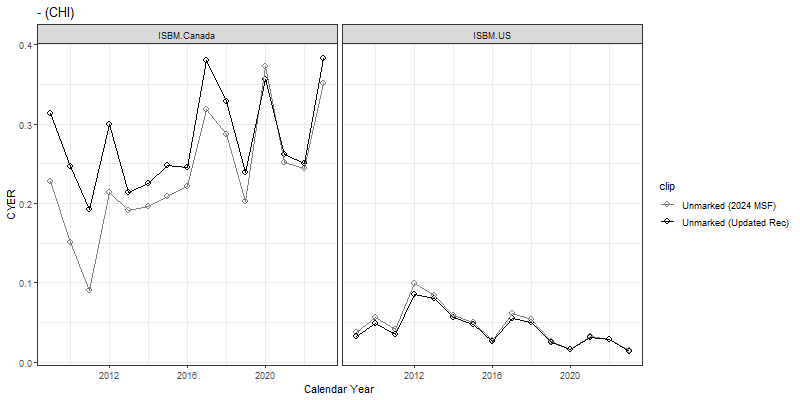 - (CHI)
ISBM.Canada
ISBM.US
0.4
0.3
0.2
0.1
0.0
CYER
2012
2016
2020
2012
2016
2020
Calendar Year
clip
Unmarked (2024 MSF)
Unmarked (Updated Rec)